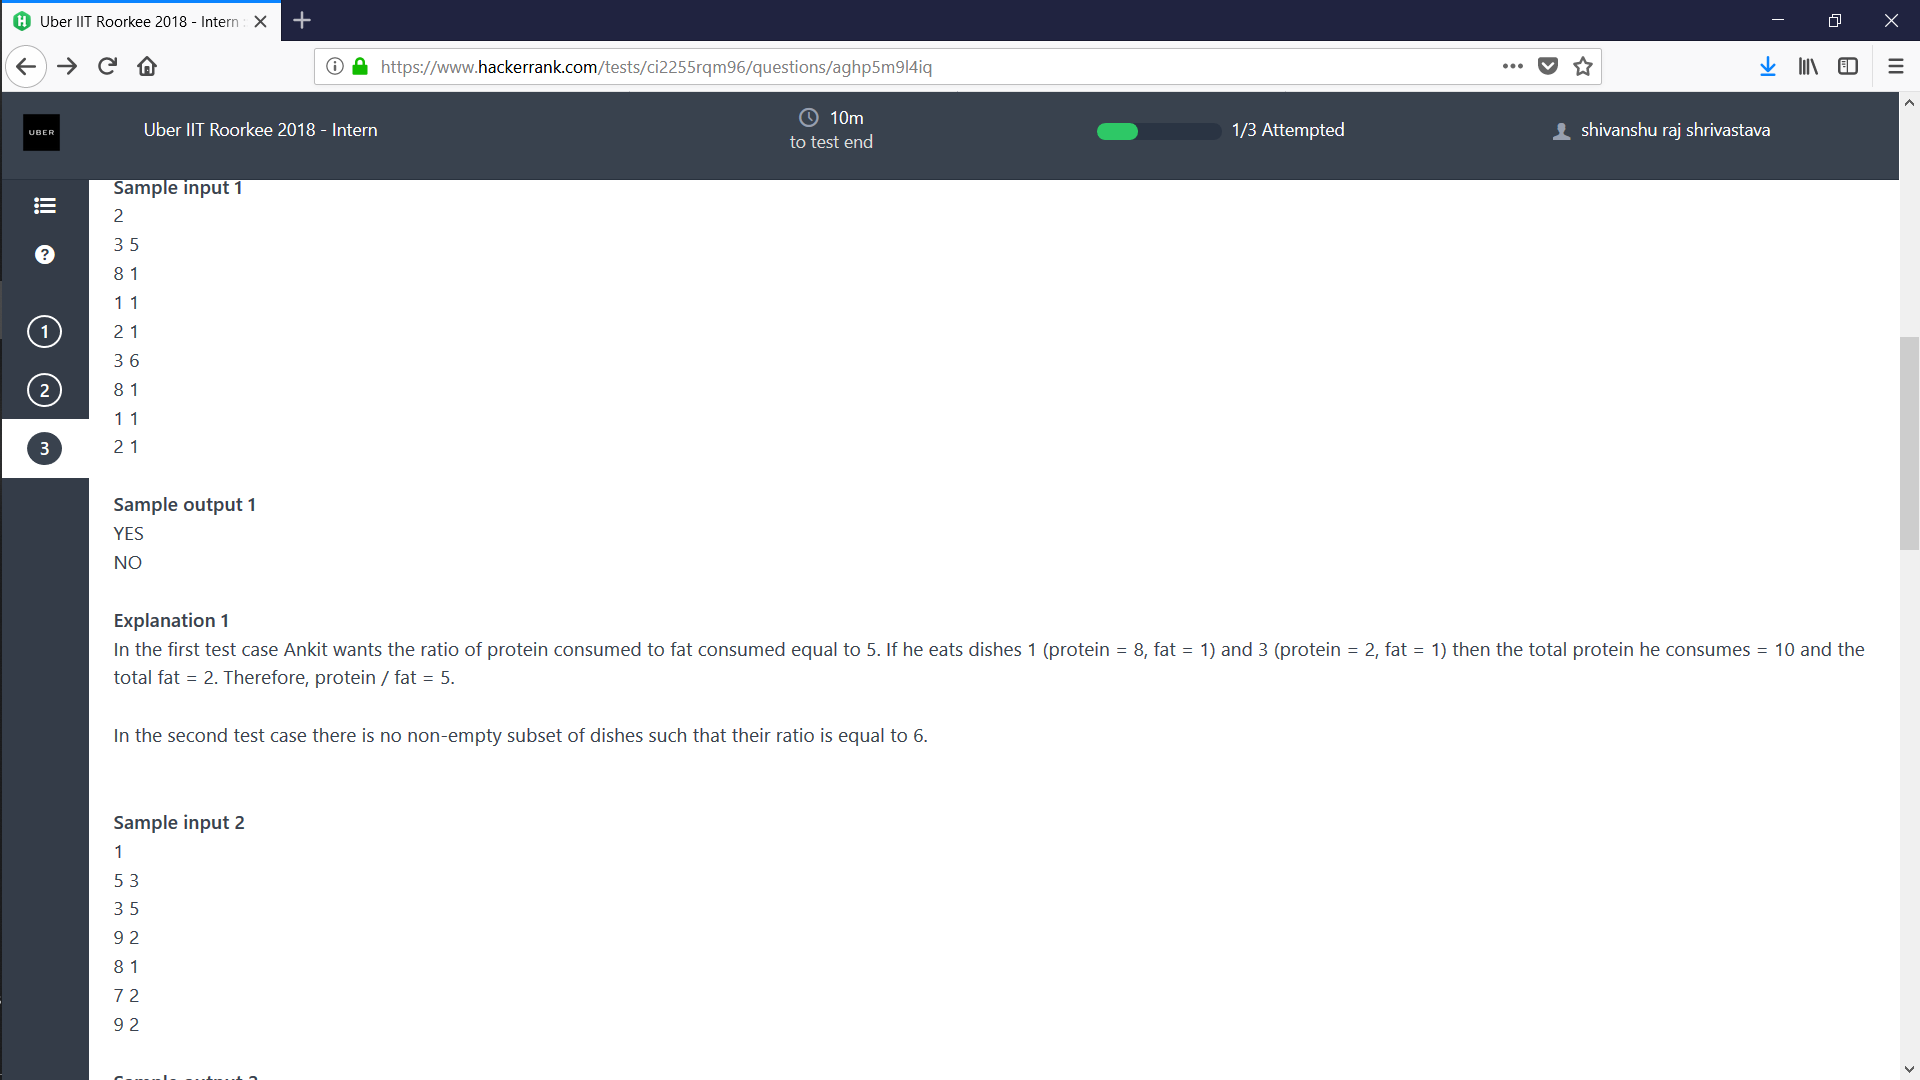 Uber IIT Roorkee 2018 - Intern :
https://www.hackerrank.com/tests/ci2255rqm96/questions/aghp5m9l4iq
UBER
Uber IIT Roorkee 2018 - Intern
10m
to test end
1/3 Attempted
shivanshu raj shrivastava
?
1
2
3
Sample input 1
2
3 5
8 1
1 1
2 1
3 6
8 1
1 1
2 1
Sample output 1
YES
NO
Explanation 1
In the first test case Ankit wants the ratio of protein consumed to fat consumed equal to 5. If he eats dishes 1 (protein = 8, fat = 1) and 3 (protein = 2, fat = 1) then the total protein he consumes = 10 and the
total fat = 2. Therefore, protein / fat = 5.
In the second test case there is no non-empty subset of dishes such that their ratio is equal to 6.
Sample input 2
1
5 3
3 5
9 2
8 1
7 2
9 2
Sample output 2